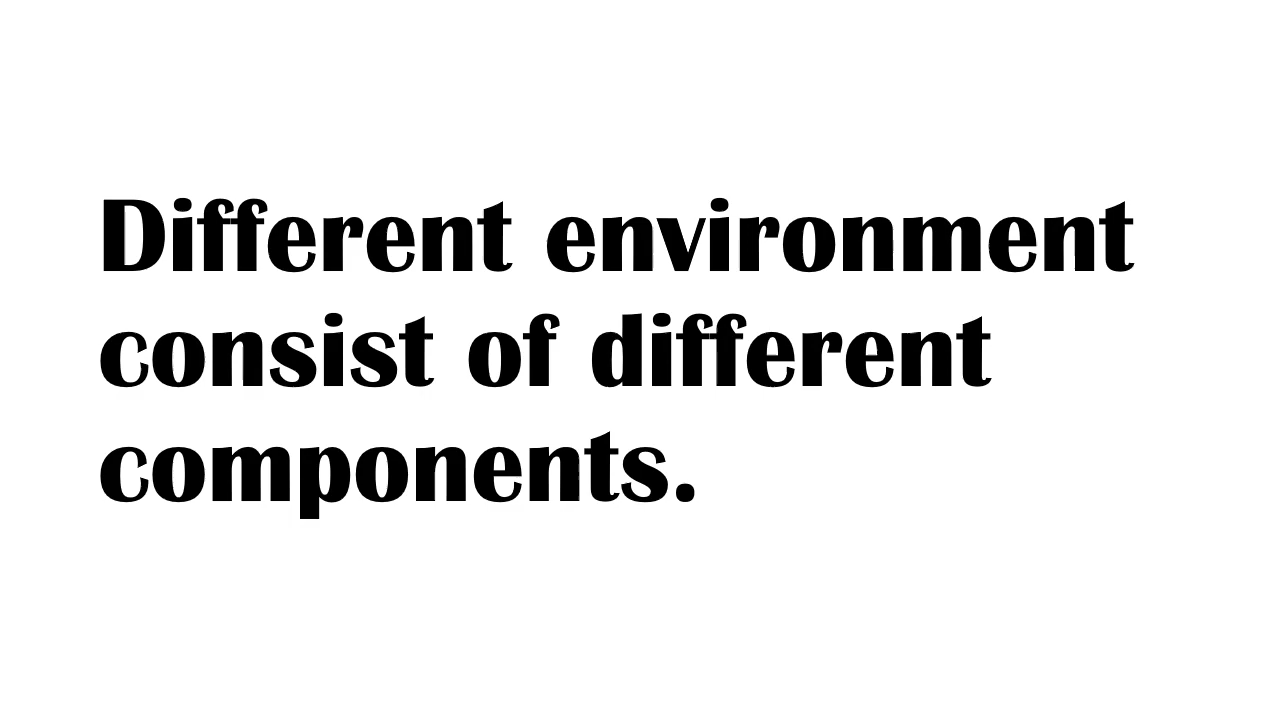 Different environment
consist of different
components.